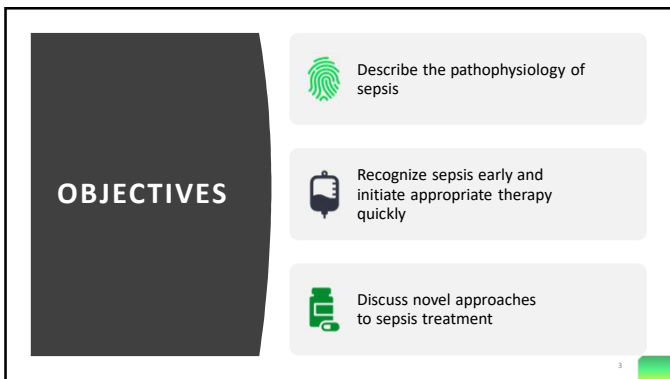 OBJECTIVES
Describe the pathophysiology of
sepsis
Recognize sepsis early and
initiate appropriate therapy
quickly
Discuss novel approaches
to sepsis treatment
3